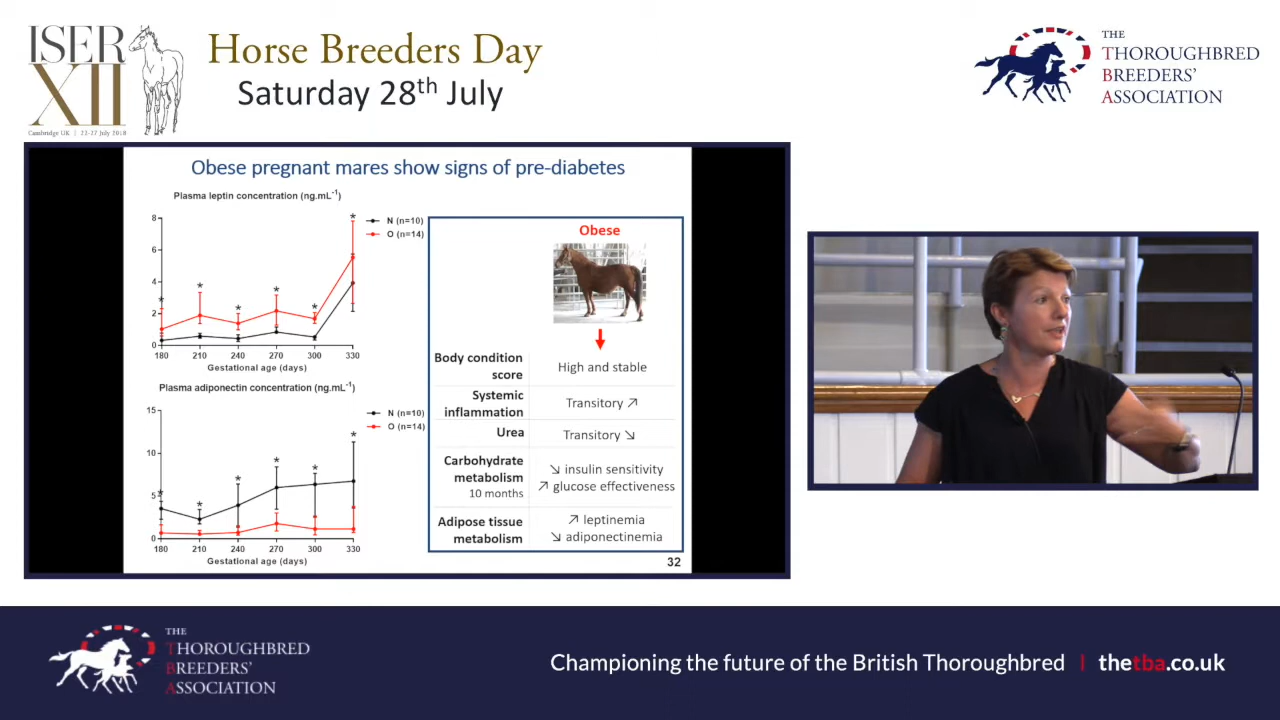 ISER
XII
Cambridge UK | 22-27 July 2018
Horse Breeders Day
Saturday 28th July
THE
THOROUGHBRED
BREEDERS'
ASSOCIATION
Obese pregnant mares show signs of pre-diabetes
Plasma leptin concentration (ng.mL-1)
N (n=10)
O (n=14)
8
6
4
2
0
180 210 240 270 300 330
Gestational age (days)
Plasma adiponectin concentration (ng.mL-1)
N (n=10)
O (n=14)
15
10
5
0
180 210 240 270 300 330
Gestational age (days)
Obese
Body condition score
High and stable
Systemic inflammation
Transitory ↗
Urea
Transitory ↘
Carbohydrate metabolism
10 months
↘ insulin sensitivity
↗ glucose effectiveness
Adipose tissue metabolism
↗ leptinemia
↘ adiponectinemia
32
THE
THOROUGHBRED
BREEDERS'
ASSOCIATION
Championing the future of the British Thoroughbred | thetba.co.uk